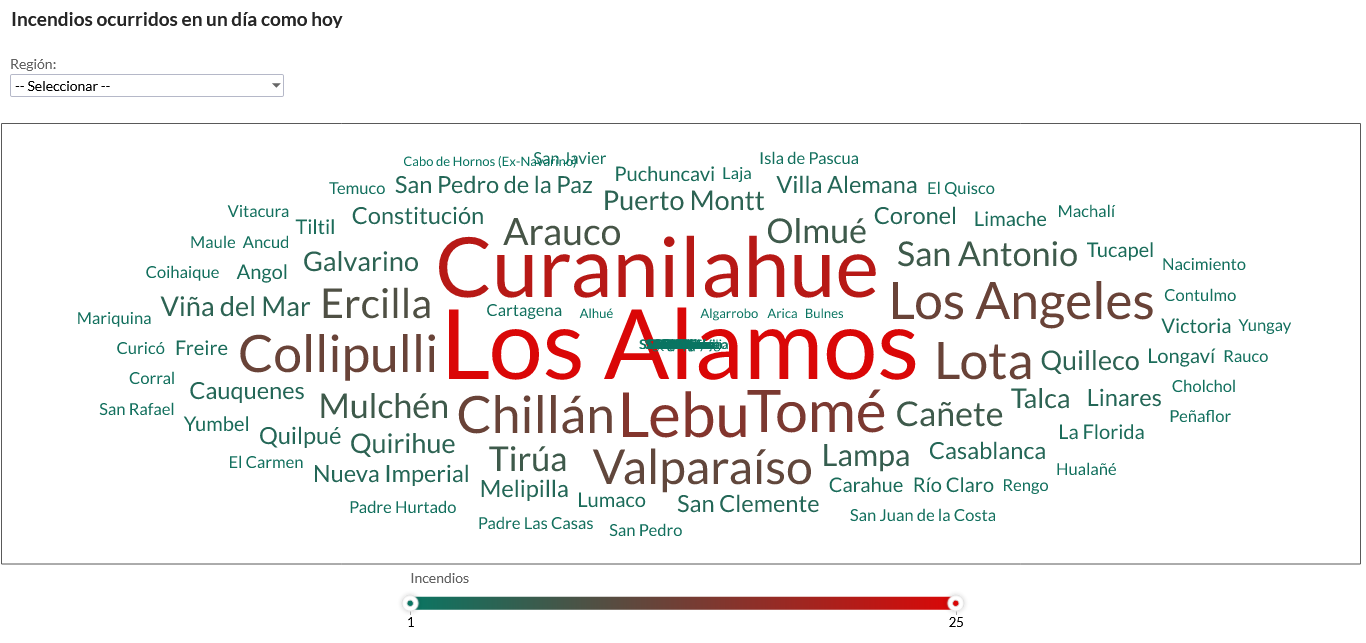 Incendios ocurridos en un día como hoy
Región:
-- Seleccionar --
Cabo de Hornos (Ex-Navarino) San Javier Isla de Pascua
Puchuncavi Laja
Temuco San Pedro de la Paz Villa Alemana El Quisco
Puerto Montt
Vitacura Constitución Coronel Limache Machalí
Tiltil Arauco Olmué
Maule Ancud San Antonio Tucapel
Galvarino Curanilahue Nacimiento
Coihaique Angol
Viña del Mar Ercilla Los Angeles Contulmo
Mariquina Cartagena Alhué Algarrobo Arica Bulnes Victoria Yungay
Curicó Freire Collipulli Los Alamos Lota Quilleco Longaví Rauco
Corral Cholchol
Cauquenes Mulchén Talca Linares
San Rafael Chillán Lebu Tomé Cañete Peñaflor
Yumbel Quilpué Quirihue Casablanca La Florida
El Carmen Tirúa Valparaíso Lampa Hualañé
Nueva Imperial Melipilla Carahue Río Claro Rengo
Padre Hurtado Lumaco San Clemente San Juan de la Costa
Padre Las Casas San Pedro
Incendios
1 25